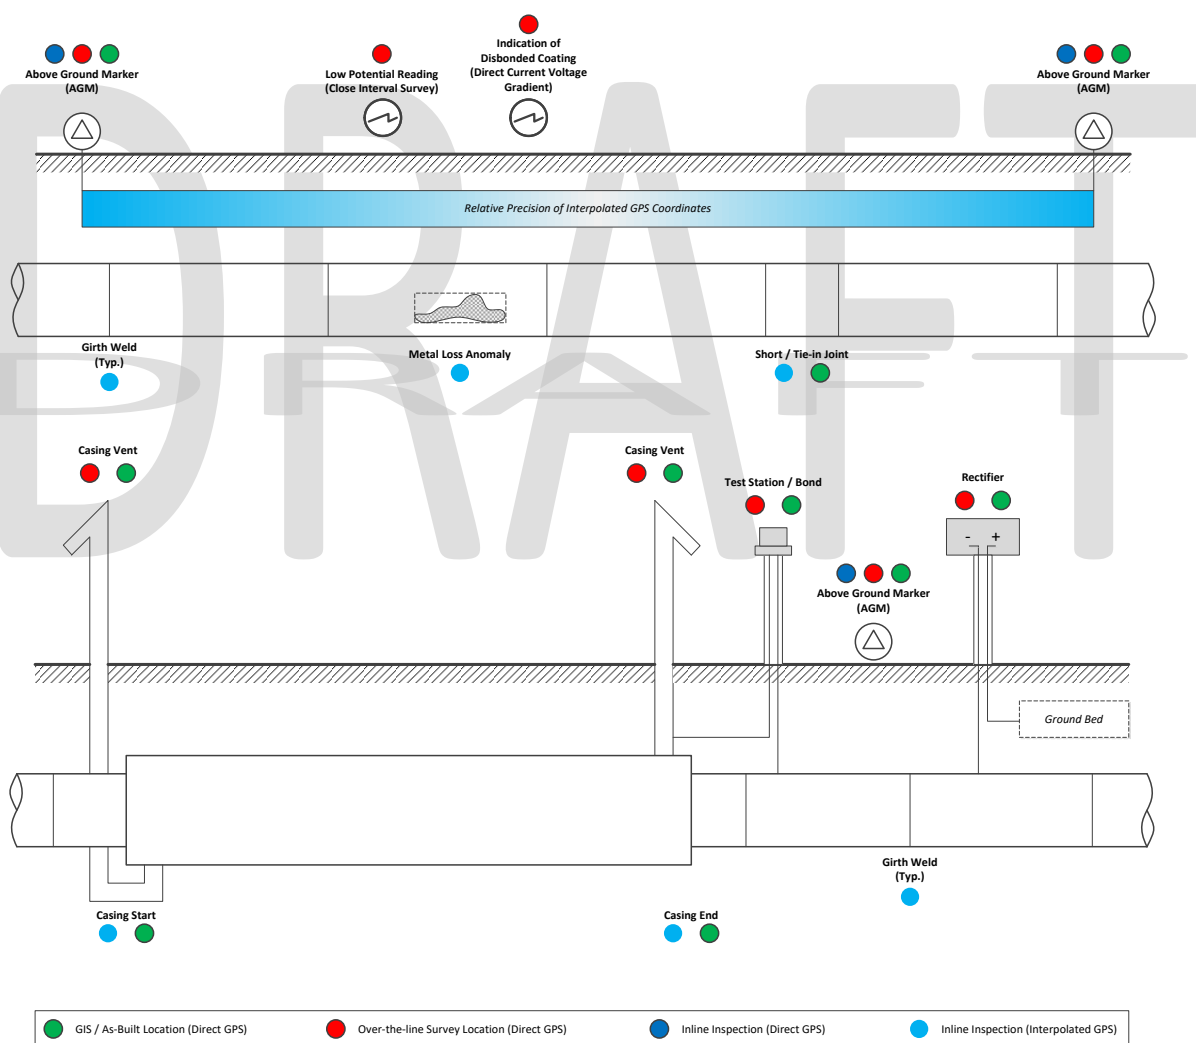 Indication of
Disbonded Coating
(Direct Current Voltage
Gradient)
Above Ground Marker
(AGM)
Low Potential Reading
(Close Interval Survey)
Above Ground Marker
(AGM)
DRAFT
Relative Precision of Interpolated GPS Coordinates
Girth Weld
(Typ.)
Metal Loss Anomaly
Short / Tie-in Joint
DRAFT
Casing Vent
Casing Vent
Test Station / Bond
Rectifier
- +
Above Ground Marker
(AGM)
Ground Bed
Girth Weld
(Typ.)
Casing Start
Casing End
GIS / As-Built Location (Direct GPS)
Over-the-line Survey Location (Direct GPS)
Inline Inspection (Direct GPS)
Inline Inspection (Interpolated GPS)